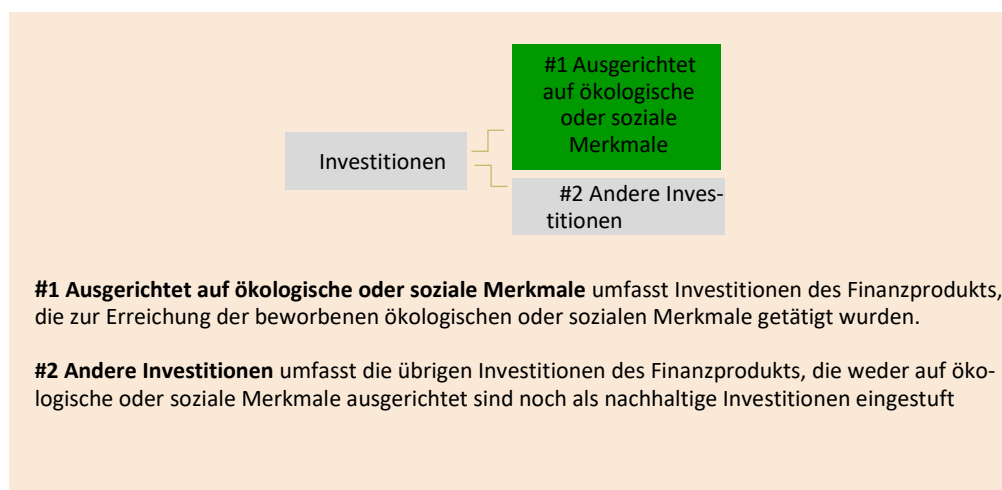 #1 Ausgerichtet
auf ökologische
oder soziale
Merkmale
Investitionen
#2 Andere Inves-
titionen
#1 Ausgerichtet auf ökologische oder soziale Merkmale umfasst Investitionen des Finanzprodukts,
die zur Erreichung der beworbenen ökologischen oder sozialen Merkmale getätigt wurden.
#2 Andere Investitionen umfasst die übrigen Investitionen des Finanzprodukts, die weder auf öko-
logische oder soziale Merkmale ausgerichtet sind noch als nachhaltige Investitionen eingestuft